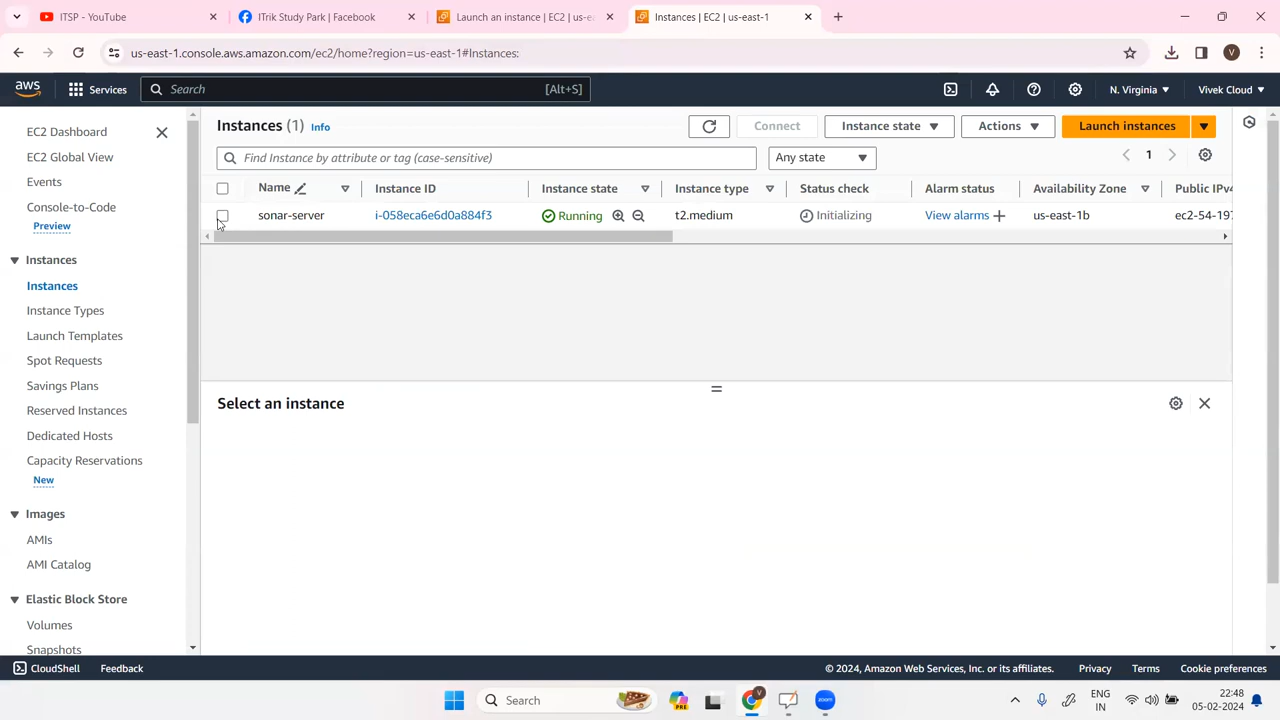 ITSP - YouTube
ITrik Study Park | Facebook
Launch an instance | EC2 | us-e
Instances | EC2 | us-east-1
us-east-1.console.aws.amazon.com/ec2/home?region=us-east-1#Instances:
V
aws
Services
Search
[Alt+S]
N. Virginia
Vivek Cloud
EC2 Dashboard
EC2 Global View
Events
Console-to-Code
Preview
Instances
Instances
Instance Types
Launch Templates
Spot Requests
Savings Plans
Reserved Instances
Dedicated Hosts
Capacity Reservations
New
Images
AMIs
AMI Catalog
Elastic Block Store
Volumes
Snapshots
Instances (1) Info
Connect
Instance state
Actions
Launch instances
Find Instance by attribute or tag (case-sensitive)
Any state
1
Name Instance ID Instance state Instance type Status check Alarm status Availability Zone Public IPv4
sonar-server i-058eca6e6d0a884f3 Running t2.medium Initializing View alarms + us-east-1b ec2-54-197
Select an instance
CloudShell
Feedback
© 2024, Amazon Web Services, Inc. or its affiliates.
Privacy
Terms
Cookie preferences
Search
PRE
V
zoom
ENG
IN
22:48
05-02-2024